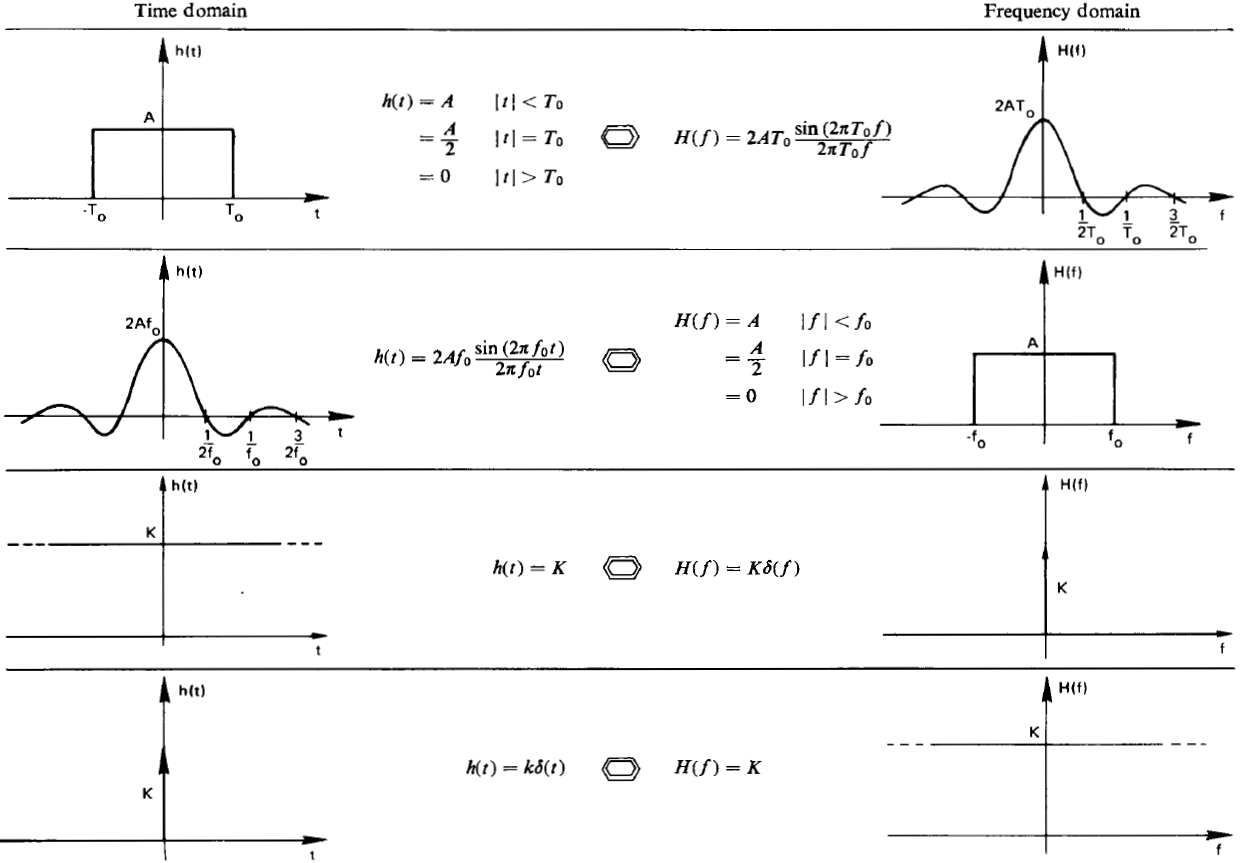 Time domain Frequency domain
h(t)
A
-T₀ T₀ t
h(t) = A |t| < T₀
= A/2 |t| = T₀
= 0 |t| > T₀
H(f) = 2AT₀ sin (2πT₀f)/2πT₀f
H(f)
2AT₀
1/2T₀ 1/T₀ 3/2T₀ f
h(t)
2Af₀
1/2f₀ 1/f₀ 3/2f₀ t
h(t) = 2Af₀ sin (2πf₀t)/2πf₀t
H(f) = A |f| < f₀
= A/2 |f| = f₀
= 0 |f| > f₀
H(f)
A
-f₀ f₀ f
h(t)
K
t
h(t) = K H(f) = Kδ(f)
H(f)
K
f
h(t)
K
t
h(t) = kδ(t) H(f) = K
H(f)
K
f